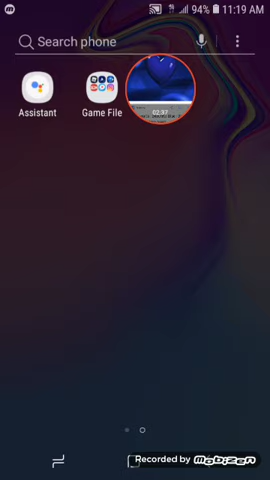 94% 11:19 AM
Search phone
Assistant
Game File
02:37
Recorded by MOBIZEN